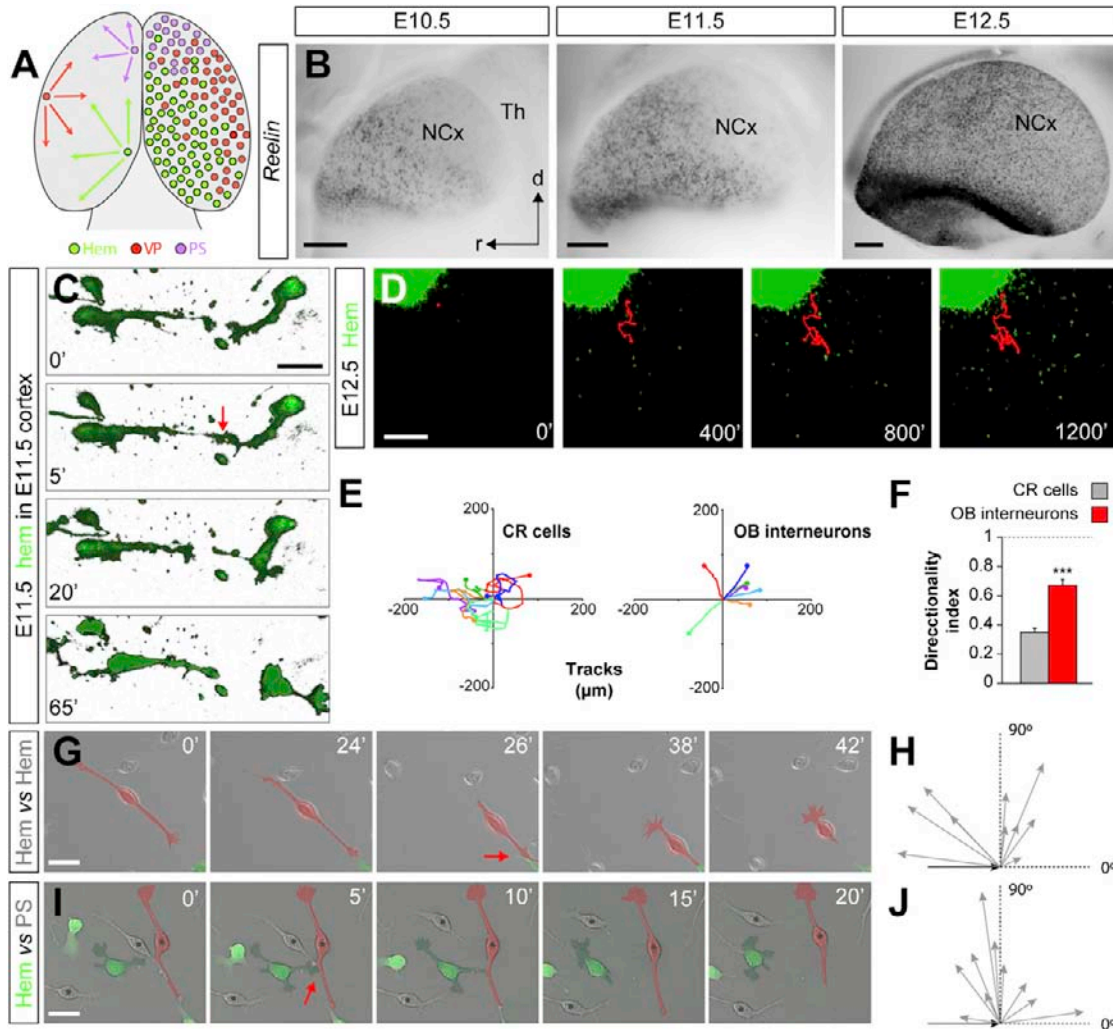 E10.5
E11.5
E12.5
A
Hem
VP
PS
Reelin
B
NCx
Th
d
r
NCx
NCx
E11.5 hem in E11.5 cortex
C
0'
5'
20'
65'
E12.5 Hem
D
0'
400'
800'
1200'
E
200
CR cells
-200
200
-200
200
OB interneurons
-200
200
-200
Tracks
(µm)
F
CR cells
OB interneurons
***
Direcctionality
index
1
0.8
0.6
0.4
0.2
0
Hem vs Hem
G
0'
24'
26'
38'
42'
H
90º
0º
Hem vs PS
I
0'
5'
10'
15'
20'
J
90º
0º